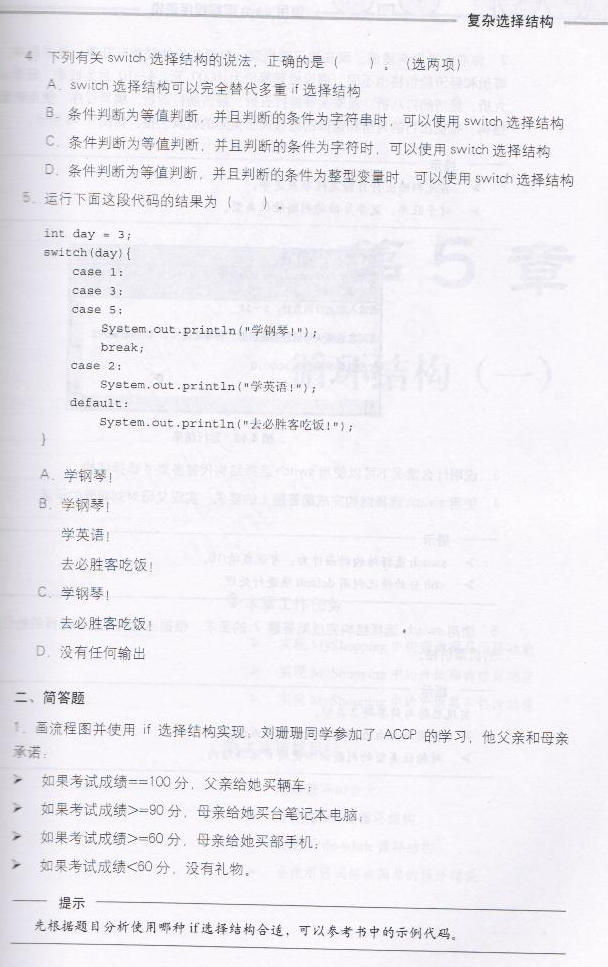 复杂选择结构
4. 下列有关 switch 选择结构的说法, 正确的是 (    )。(选两项)
A. switch 选择结构可以完全替代多重 if 选择结构
B. 条件判断为等值判断, 并且判断的条件为字符串时, 可以使用 switch 选择结构
C. 条件判断为等值判断, 并且判断的条件为字符时, 可以使用 switch 选择结构
D. 条件判断为等值判断, 并且判断的条件为整型变量时, 可以使用 switch 选择结构
5. 运行下面这段代码的结果为 (    )。
int day = 3;
switch(day){
case 1:
case 3:
case 5:
System.out.println("学钢琴!");
break;
case 2:
System.out.println("学英语!");
default:
System.out.println("去必胜客吃饭!");
}
A. 学钢琴!
B. 学钢琴!
学英语!
去必胜客吃饭!
C. 学钢琴!
去必胜客吃饭!
D. 没有任何输出
二、简答题
1. 画流程图并使用 if 选择结构实现: 刘珊珊同学参加了 ACCP 的学习, 他父亲和母亲
承诺:
➢ 如果考试成绩==100 分, 父亲给她买辆车;
➢ 如果考试成绩>=90 分, 母亲给她买台笔记本电脑;
➢ 如果考试成绩>=60 分, 母亲给她买部手机;
➢ 如果考试成绩<60 分, 没有礼物。
提示
先根据题目分析使用哪种if选择结构合适, 可以参考书中的示例代码。